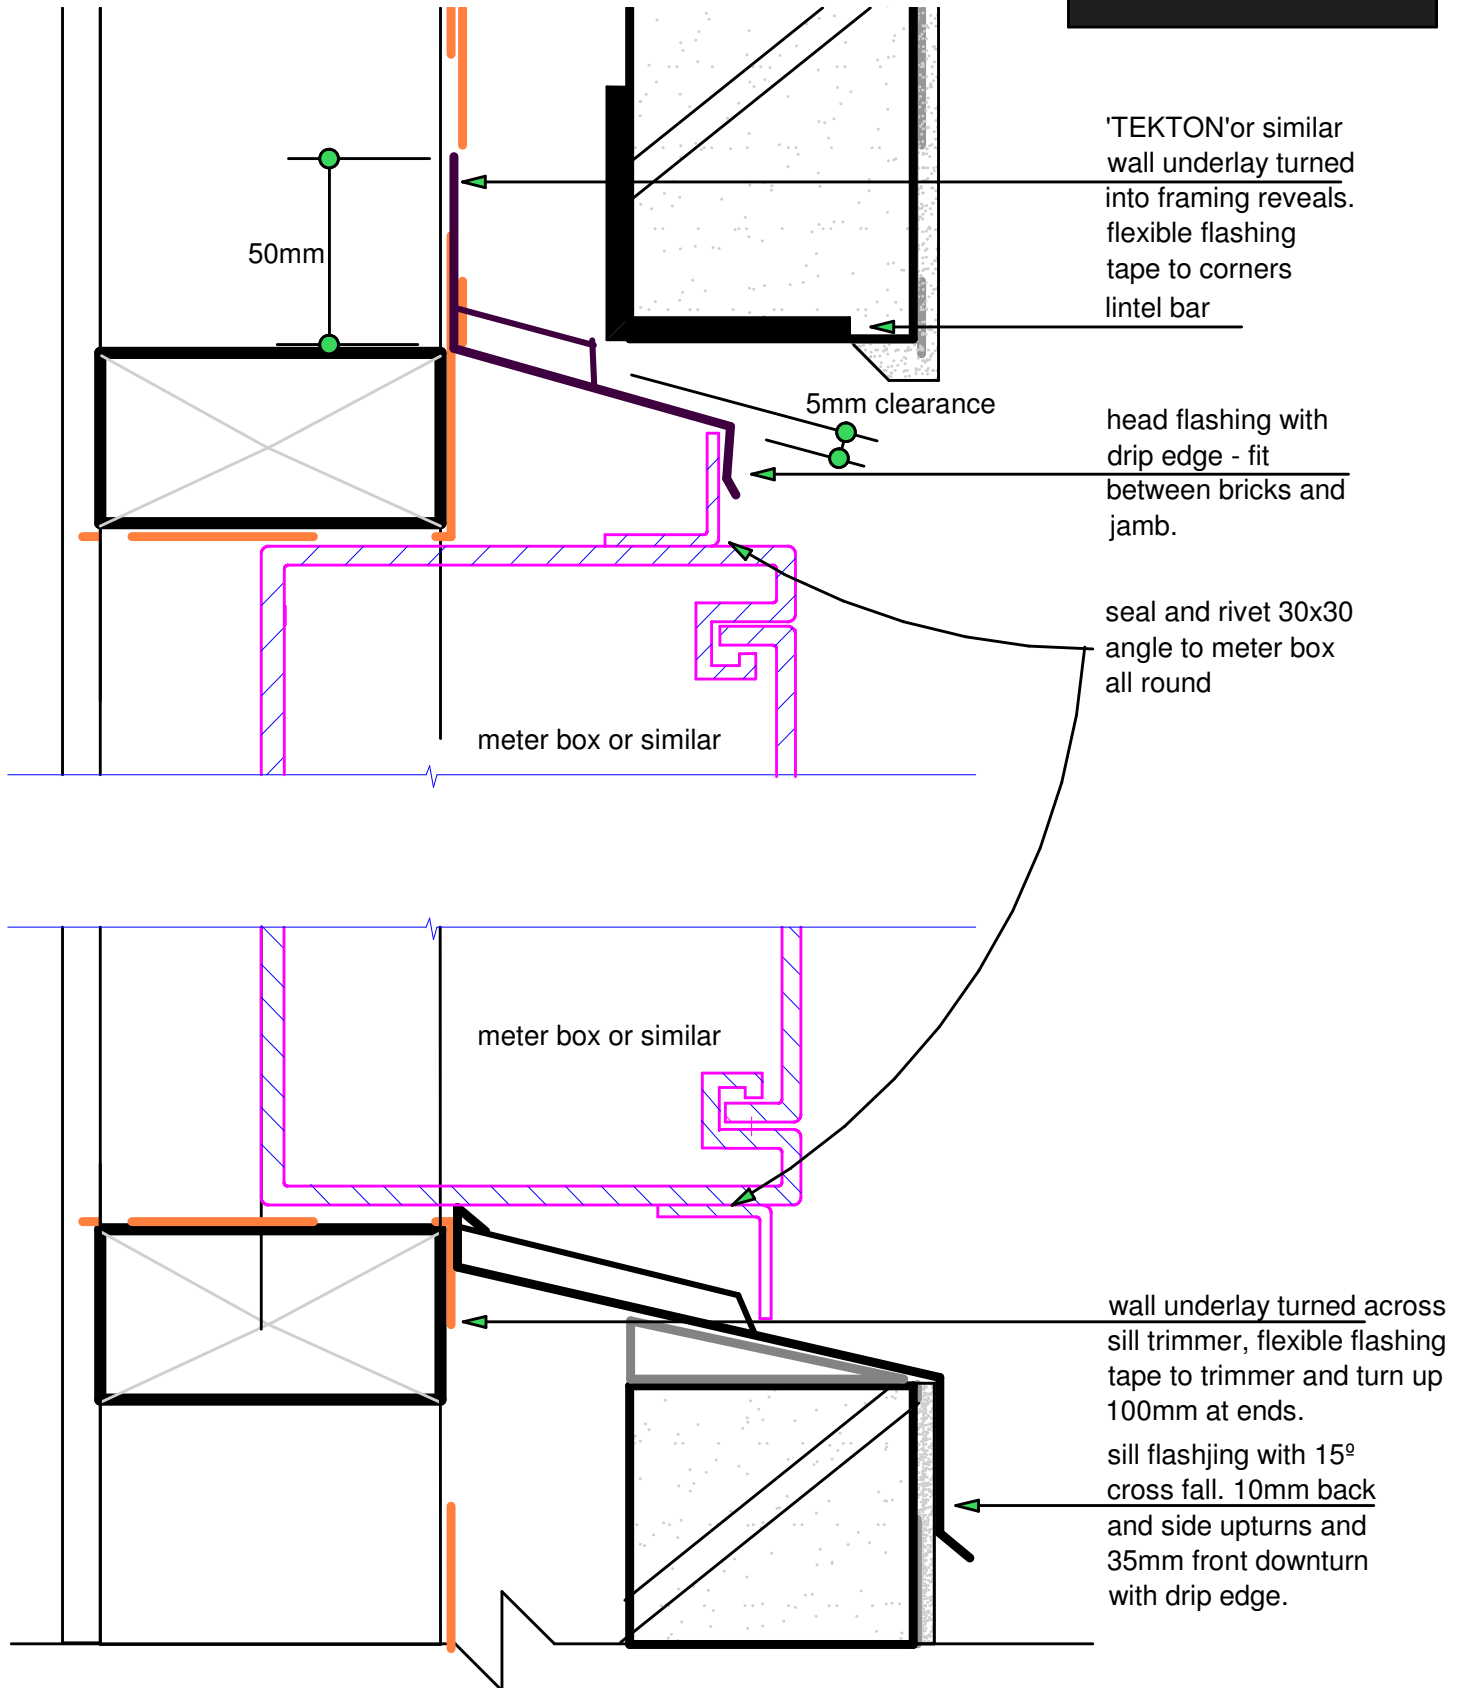 'TEKTON'or similar
wall underlay turned
into framing reveals.
flexible flashing
tape to corners
lintel bar
50mm
5mm clearance
head flashing with
drip edge - fit
between bricks and
jamb.
seal and rivet 30x30
angle to meter box
all round
meter box or similar
meter box or similar
wall underlay turned across
sill trimmer, flexible flashing
tape to trimmer and turn up
100mm at ends.
sill flashjing with 15º
cross fall. 10mm back
and side upturns and
35mm front downturn
with drip edge.